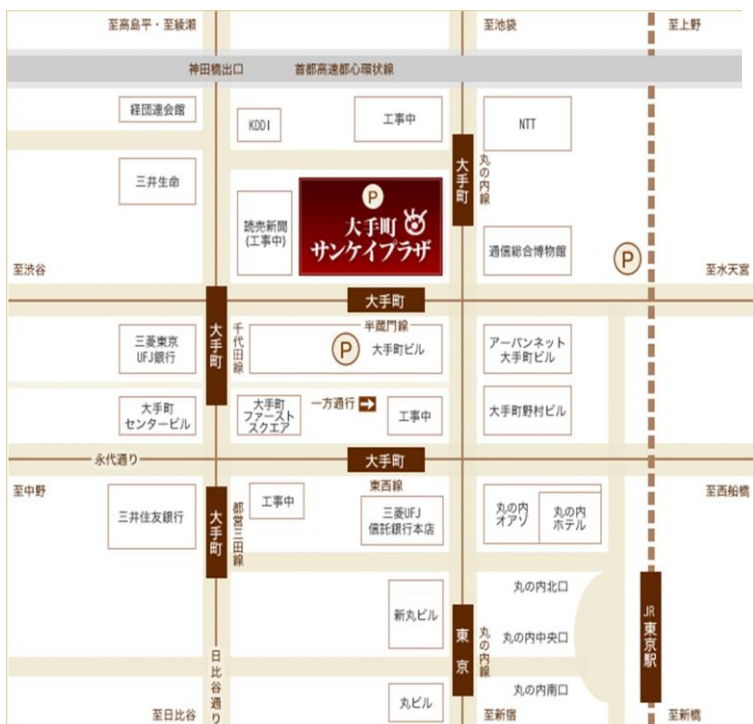 至高島平・至綾瀬
至池袋
至上野
神田橋出口
首都高速都心環状線
経団連会館
KDDI
工事中
NTT
大手町
丸の内線
三井生命
読売新聞
(工事中)
P
大手町
サンケイプラザ
通信総合博物館
P
至渋谷
至水天宮
大手町
大手町
千代田線
半蔵門線
三菱東京
UFJ銀行
P
大手町ビル
アーバンネット
大手町ビル
大手町
センタービル
大手町
ファースト
スクエア
一方通行
工事中
大手町野村ビル
永代通り
大手町
至中野
東西線
至西船橋
三井住友銀行
大手町
都営三田線
工事中
三菱UFJ
信託銀行本店
丸の内
オアゾ
丸の内
ホテル
新丸ビル
東京
丸の内線
丸の内北口
丸の内中央口
丸の内南口
JR東京駅
日比谷通り
丸ビル
至日比谷
至新宿
至新橋